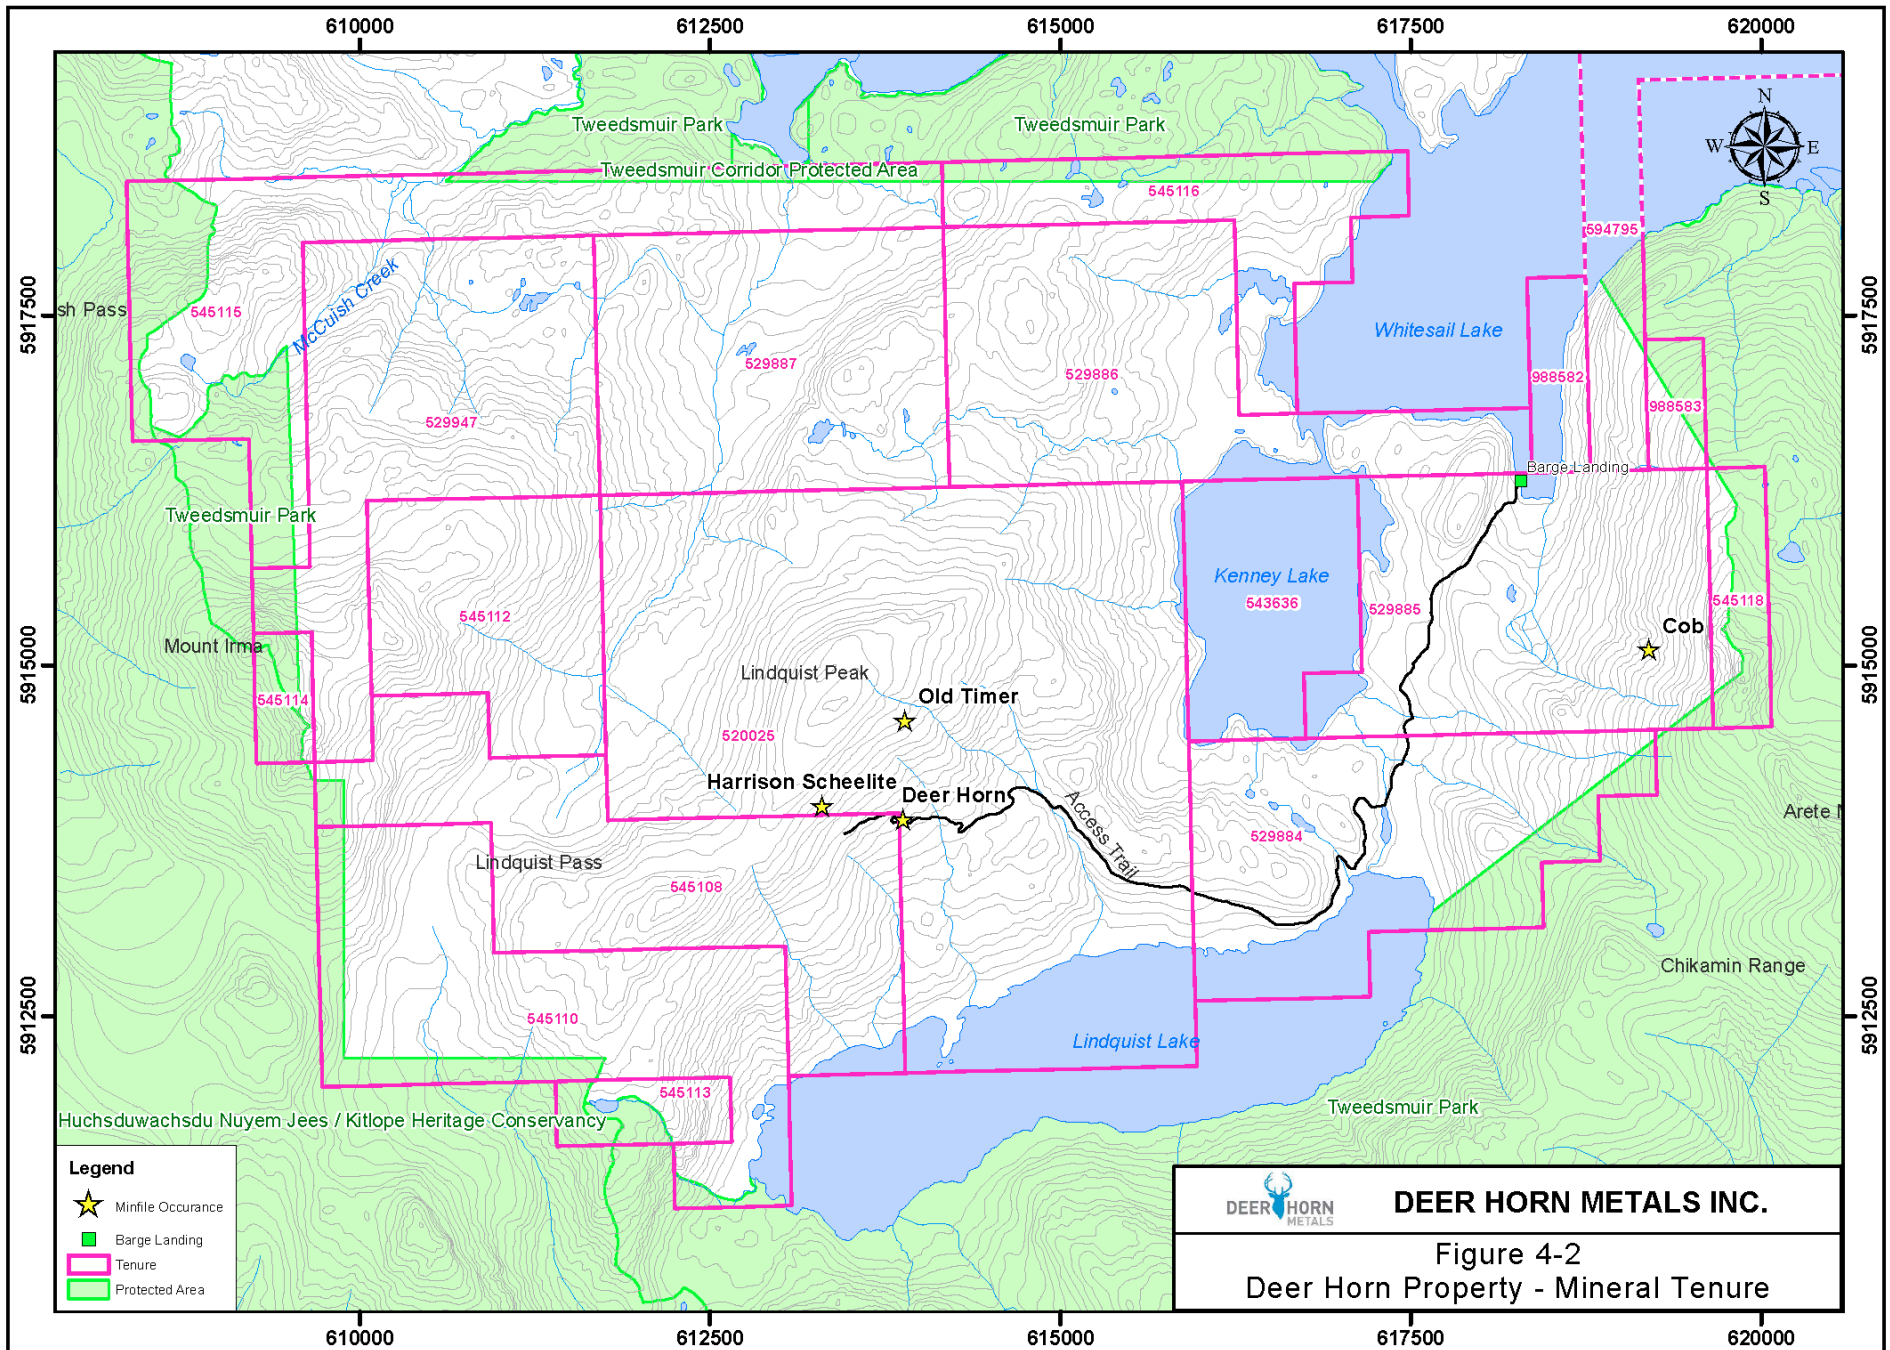 610000
612500
615000
617500
620000
Tweedsmuir Park
Tweedsmuir Park
N
W
E
S
Tweedsmuir Corridor Protected Area
545116
594795
5917500
5917500
sh Pass
545115
McCuish Creek
Whitesail Lake
529887
529886
988582
988583
529947
Barge Landing
Tweedsmuir Park
Kenney Lake
543636
529885
545118
545112
Cob
5915000
5915000
Mount Irma
Lindquist Peak
545114
Old Timer
520025
Harrison Scheelite
Deer Horn
Access Trail
529884
Arete
Lindquist Pass
545108
Chikamin Range
5912500
5912500
545110
Lindquist Lake
545113
Tweedsmuir Park
Huchsduwachsdu Nuyem Jees / Kitlope Heritage Conservancy
Legend
Minfile Occurance
Barge Landing
Tenure
Protected Area
DEER HORN
METALS
DEER HORN METALS INC.
Figure 4-2
Deer Horn Property - Mineral Tenure
610000
612500
615000
617500
620000